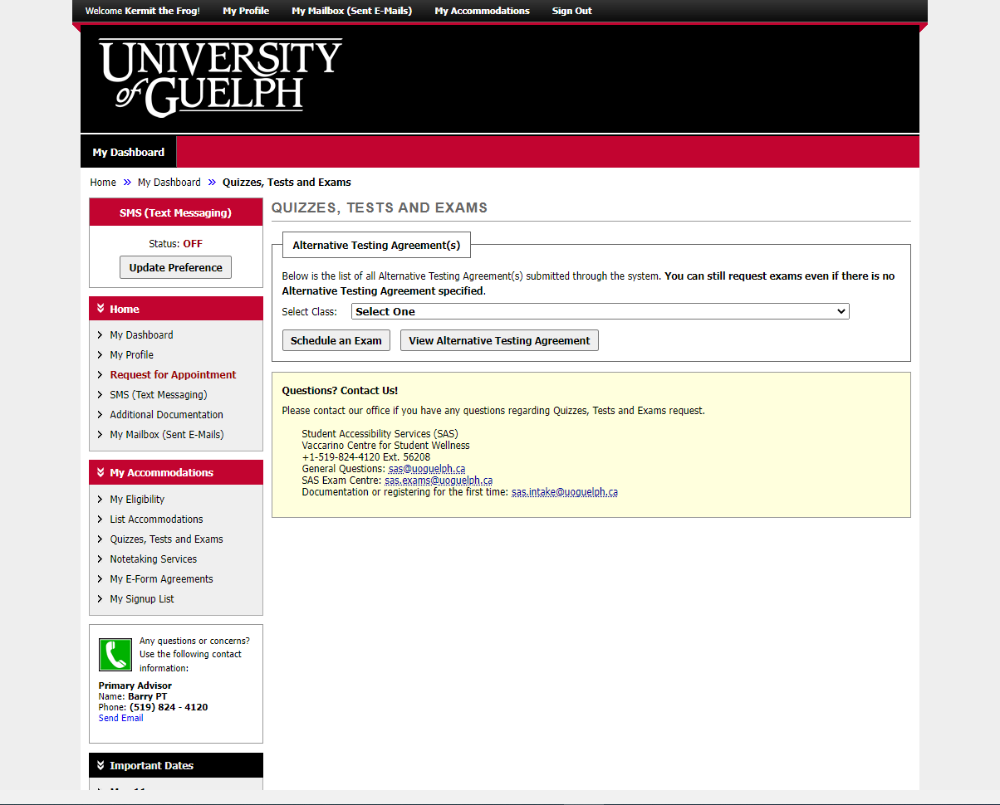 Welcome Kermit the Frog! My Profile My Mailbox (Sent E-Mails) My Accommodations Sign Out
UNIVERSITY
of GUELPH
My Dashboard
Home » My Dashboard » Quizzes, Tests and Exams
SMS (Text Messaging)
Status: OFF
Update Preference
Home
My Dashboard
My Profile
Request for Appointment
SMS (Text Messaging)
Additional Documentation
My Mailbox (Sent E-Mails)
My Accommodations
My Eligibility
List Accommodations
Quizzes, Tests and Exams
Notetaking Services
My E-Form Agreements
My Signup List
Any questions or concerns?
Use the following contact
information:
Primary Advisor
Name: Barry PT
Phone: (519) 824 - 4120
Send Email
Important Dates
QUIZZES, TESTS AND EXAMS
Alternative Testing Agreement(s)
Below is the list of all Alternative Testing Agreement(s) submitted through the system. You can still request exams even if there is no
Alternative Testing Agreement specified.
Select Class: Select One
Schedule an Exam View Alternative Testing Agreement
Questions? Contact Us!
Please contact our office if you have any questions regarding Quizzes, Tests and Exams request.
Student Accessibility Services (SAS)
Vaccarino Centre for Student Wellness
+1-519-824-4120 Ext. 56208
General Questions: sas@uoguelph.ca
SAS Exam Centre: sas.exams@uoguelph.ca
Documentation or registering for the first time: sas.intake@uoguelph.ca